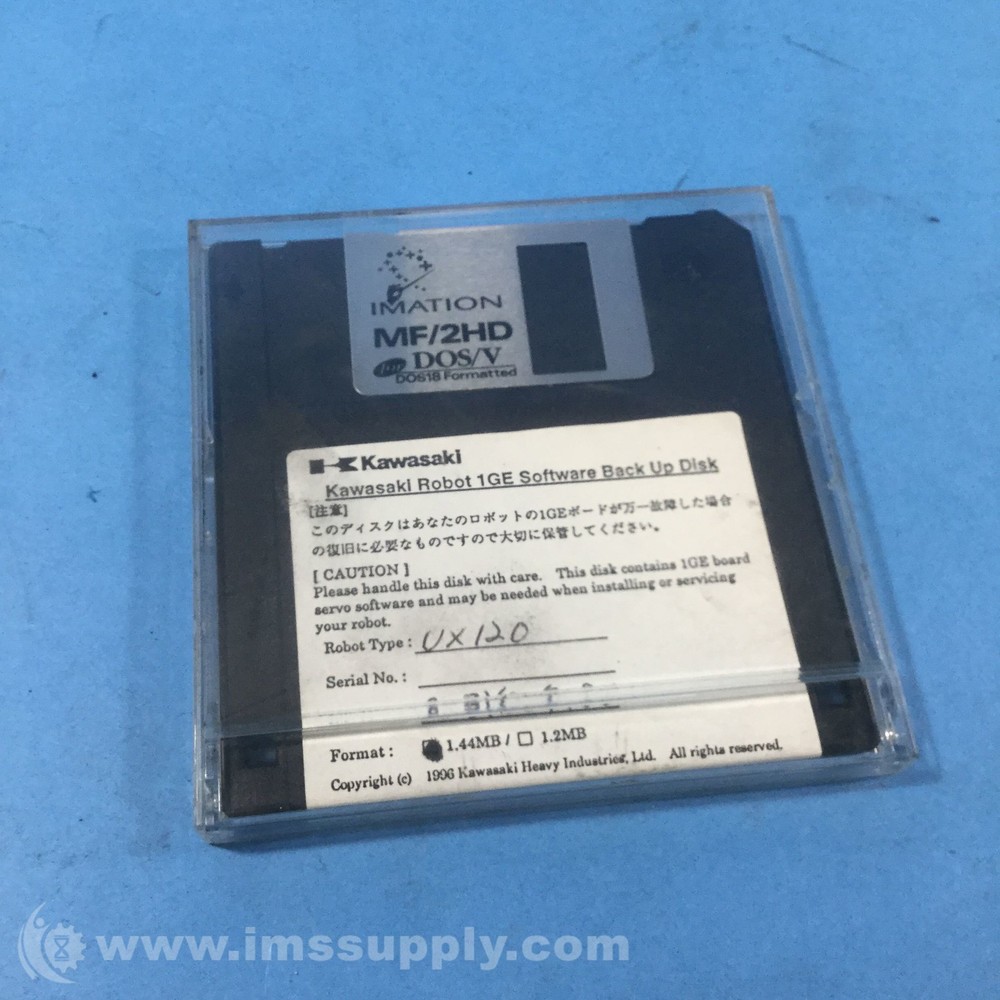 IMATION
MF/2HD
for DOS/V
DOS18 Formatted
Kawasaki
Kawasaki Robot 1GE Software Back Up Disk
[注意]
このディスクはあなたのロボットの1GEボードが万一故障した場合
の復旧に必要なものですので大切に保管してください。
[ CAUTION ]
Please handle this disk with care. This disk contains 1GE board
servo software and may be needed when installing or servicing
your robot.
Robot Type : UX120
Serial No. :
Format : 1.44MB / □ 1.2MB
Copyright (c) 1996 Kawasaki Heavy Industries, Ltd. All rights reserved.
www.imssupply.com